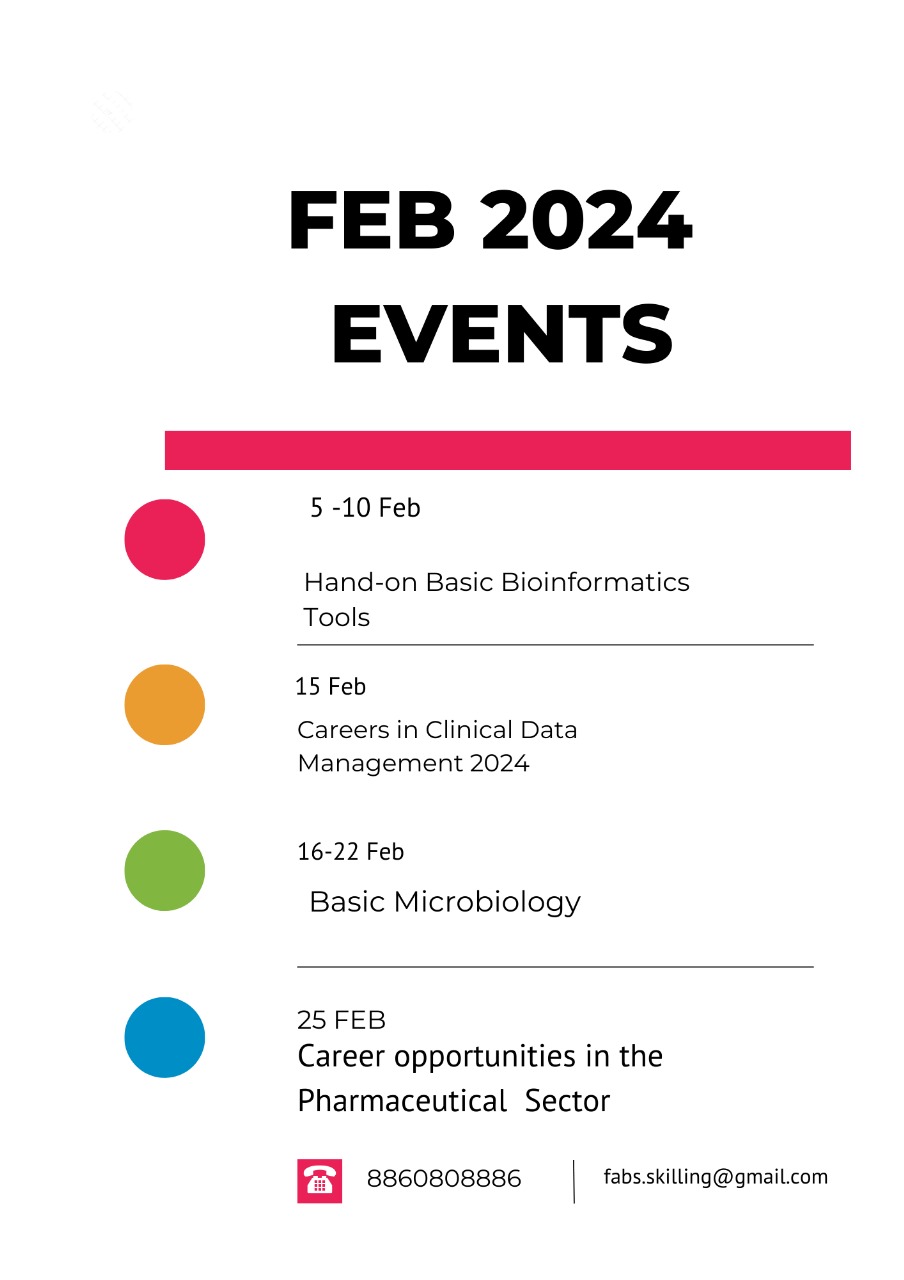 FEB 2024
EVENTS
5 -10 Feb
Hand-on Basic Bioinformatics
Tools
15 Feb
Careers in Clinical Data
Management 2024
16-22 Feb
Basic Microbiology
25 FEB
Career opportunities in the
Pharmaceutical  Sector
8860808886
fabs.skilling@gmail.com